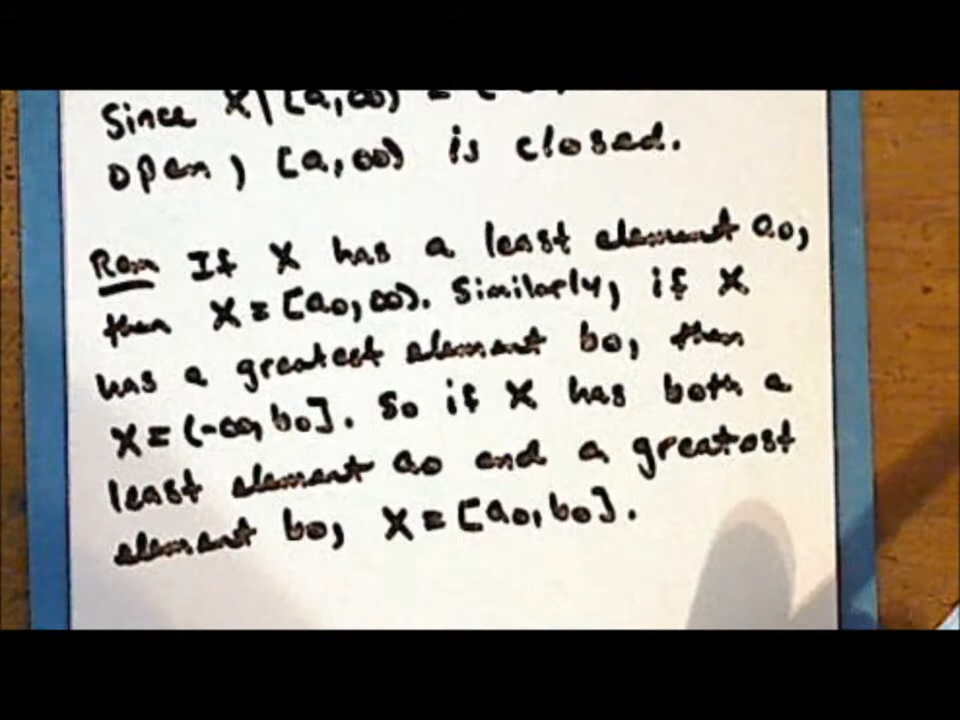 Since X\[a,∞) = (-∞,
open, [a,∞) is closed.
Rem If X has a least element a0,
then X = [a0,∞). Similarly, if X
has a greatest element b0, then
X = (-∞, b0]. So if X has both a
least element a0 and a greatest
element b0, X = [a0, b0].